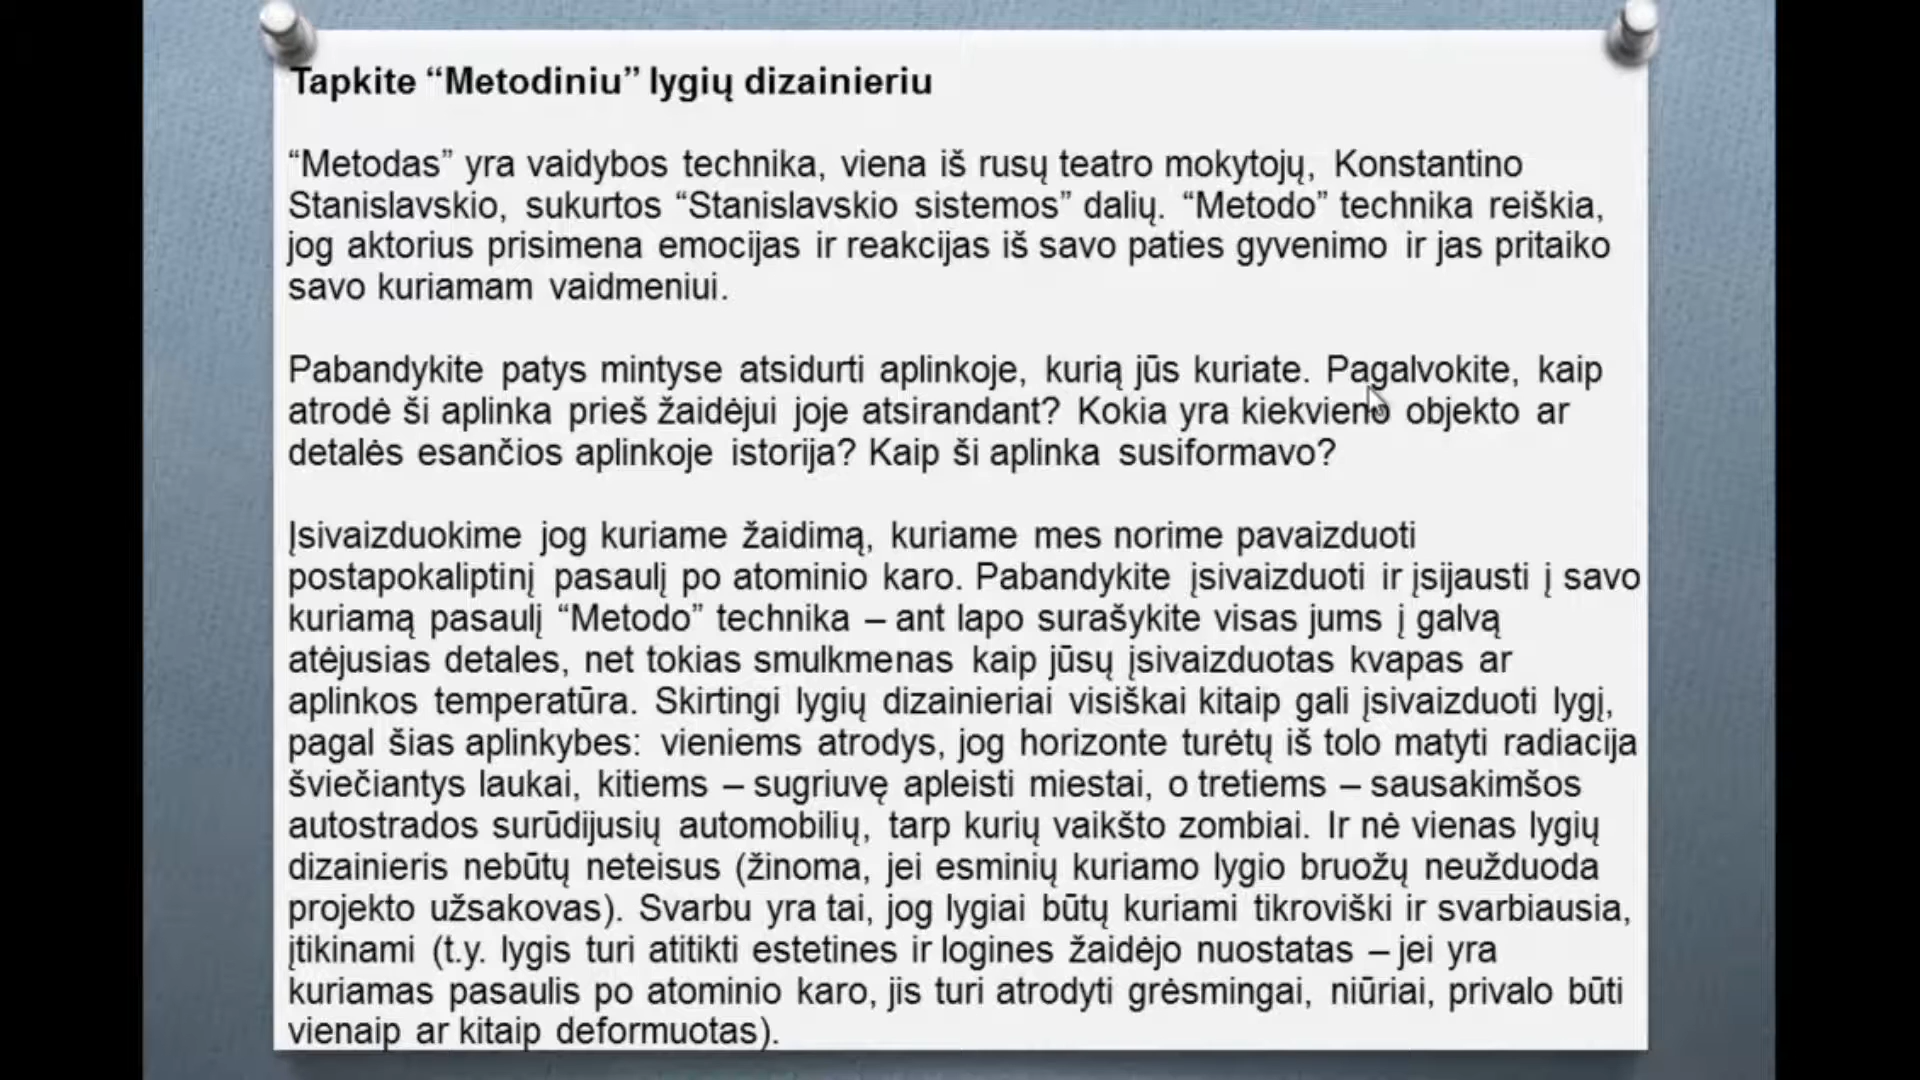 Tapkite “Metodiniu” lygių dizainieriu
“Metodas” yra vaidybos technika, viena iš rusų teatro mokytojų, Konstantino
Stanislavskio, sukurtos “Stanislavskio sistemos” dalių. “Metodo” technika reiškia,
jog aktorius prisimena emocijas ir reakcijas iš savo paties gyvenimo ir jas pritaiko
savo kuriamam vaidmeniui.
Pabandykite patys mintyse atsidurti aplinkoje, kurią jūs kuriate. Pagalvokite, kaip
atrodė ši aplinka prieš žaidėjui joje atsirandant? Kokia yra kiekvieno objekto ar
detalės esančios aplinkoje istorija? Kaip ši aplinka susiformavo?
Įsivaizduokime jog kuriame žaidimą, kuriame mes norime pavaizduoti
postapokaliptinį pasaulį po atominio karo. Pabandykite įsivaizduoti ir įsijausti į savo
kuriamą pasaulį “Metodo” technika – ant lapo surašykite visas jums į galvą
atėjusias detales, net tokias smulkmenas kaip jūsų įsivaizduotas kvapas ar
aplinkos temperatūra. Skirtingi lygių dizainieriai visiškai kitaip gali įsivaizduoti lygį,
pagal šias aplinkybes: vieniems atrodys, jog horizonte turėtų iš tolo matyti radiacija
šviečiantys laukai, kitiems – sugriuvę apleisti miestai, o tretiems – sausakimšos
autostrados surūdijusių automobilių, tarp kurių vaikšto zombiai. Ir nė vienas lygių
dizainieris nebūtų neteisus (žinoma, jei esminių kuriamo lygio bruožų neužduoda
projekto užsakovas). Svarbu yra tai, jog lygiai būtų kuriami tikroviški ir svarbiausia,
įtikinami (t.y. lygis turi atitikti estetines ir logines žaidėjo nuostatas – jei yra
kuriamas pasaulis po atominio karo, jis turi atrodyti grėsmingai, niūriai, privalo būti
vienaip ar kitaip deformuotas).